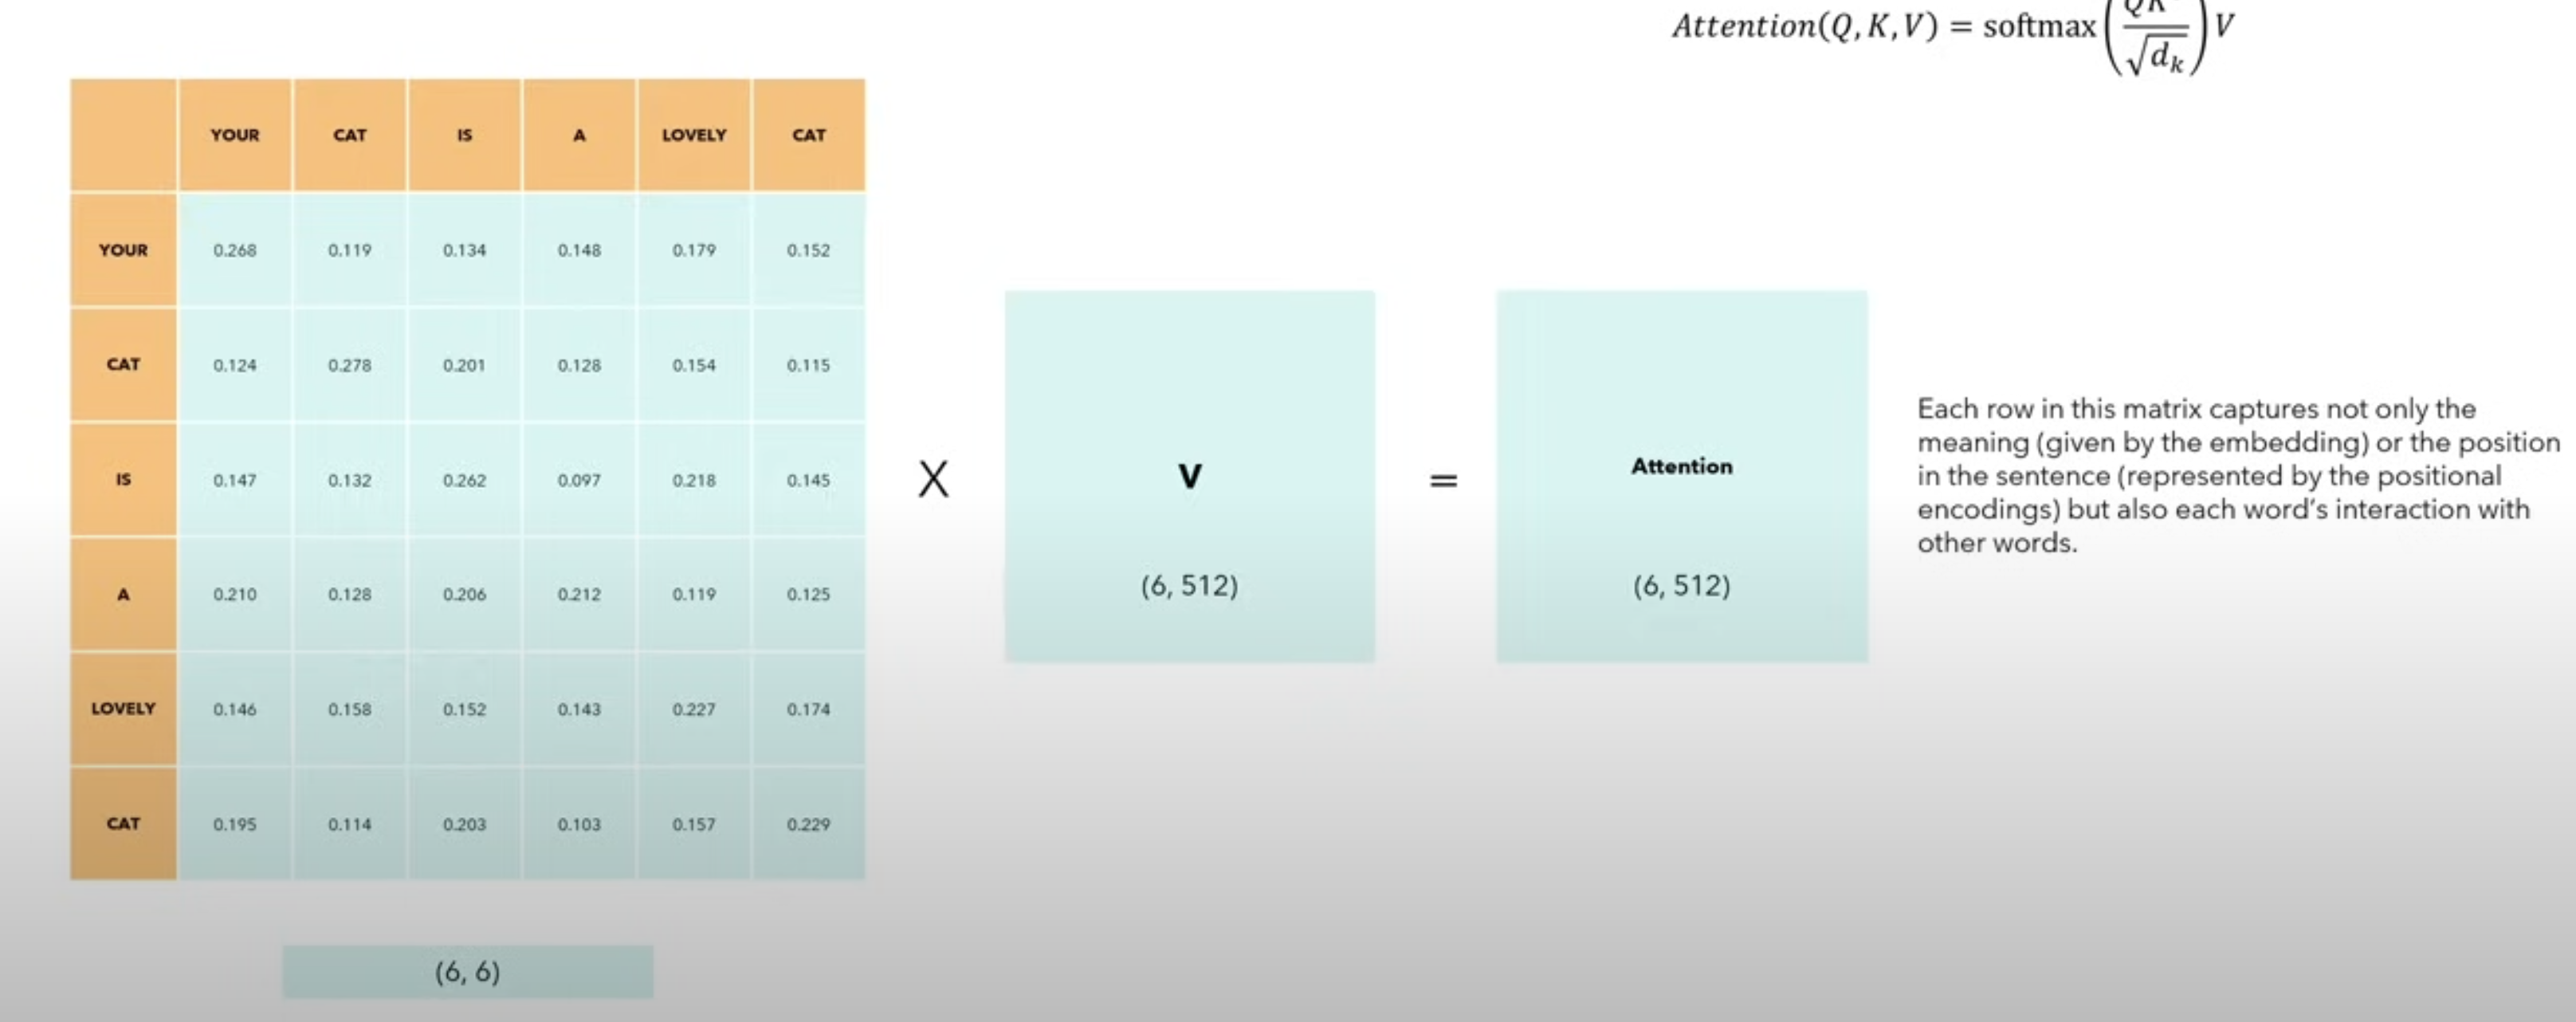 Attention(Q, K, V) = softmax(QK / √dk) V
YOUR CAT IS A LOVELY CAT
YOUR 0.268 0.119 0.134 0.148 0.179 0.152
CAT 0.124 0.278 0.201 0.128 0.154 0.115
IS 0.147 0.132 0.262 0.097 0.218 0.145
A 0.210 0.128 0.206 0.212 0.119 0.125
LOVELY 0.146 0.158 0.152 0.143 0.227 0.174
CAT 0.195 0.114 0.203 0.103 0.157 0.229
(6, 6)
X
V
(6, 512)
=
Attention
(6, 512)
Each row in this matrix captures not only the
meaning (given by the embedding) or the position
in the sentence (represented by the positional
encodings) but also each word's interaction with
other words.